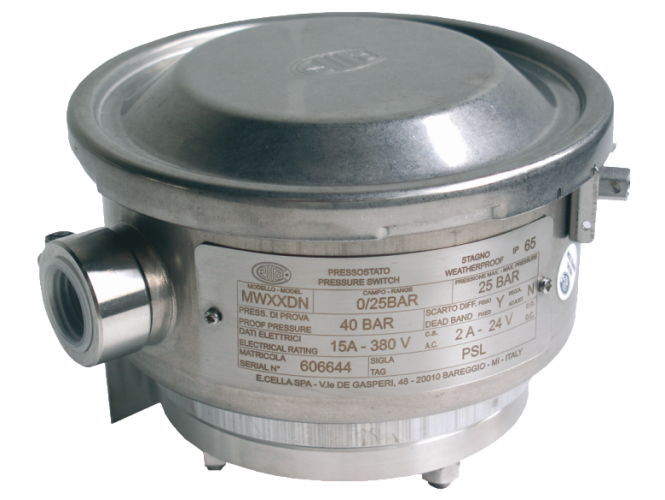 PRESSOSTATO
PRESSURE SWITCH
STAGNO
WEATHERPROOF IP 65
MODELLO - MODEL
MWXXDN
CAMPO - RANGE
0/25BAR
PRESSIONE MAX. - MAX. PRESSURE
25 BAR
PRESS. DI PROVA
PROOF PRESSURE
40 BAR
SCARTO DIFF. FISSO Y REGOL. N
DEAD BAND FIXED ADJUST.
DATI ELETTRICI
ELECTRICAL RATING
15A - 380 V A.C.
2 A - 24 V D.C.
MATRICOLA
SERIAL N° 606644
SIGLA
TAG
PSL
E.CELLA SPA - V.le DE GASPERI, 48 - 20010 BAREGGIO - MI - ITALY